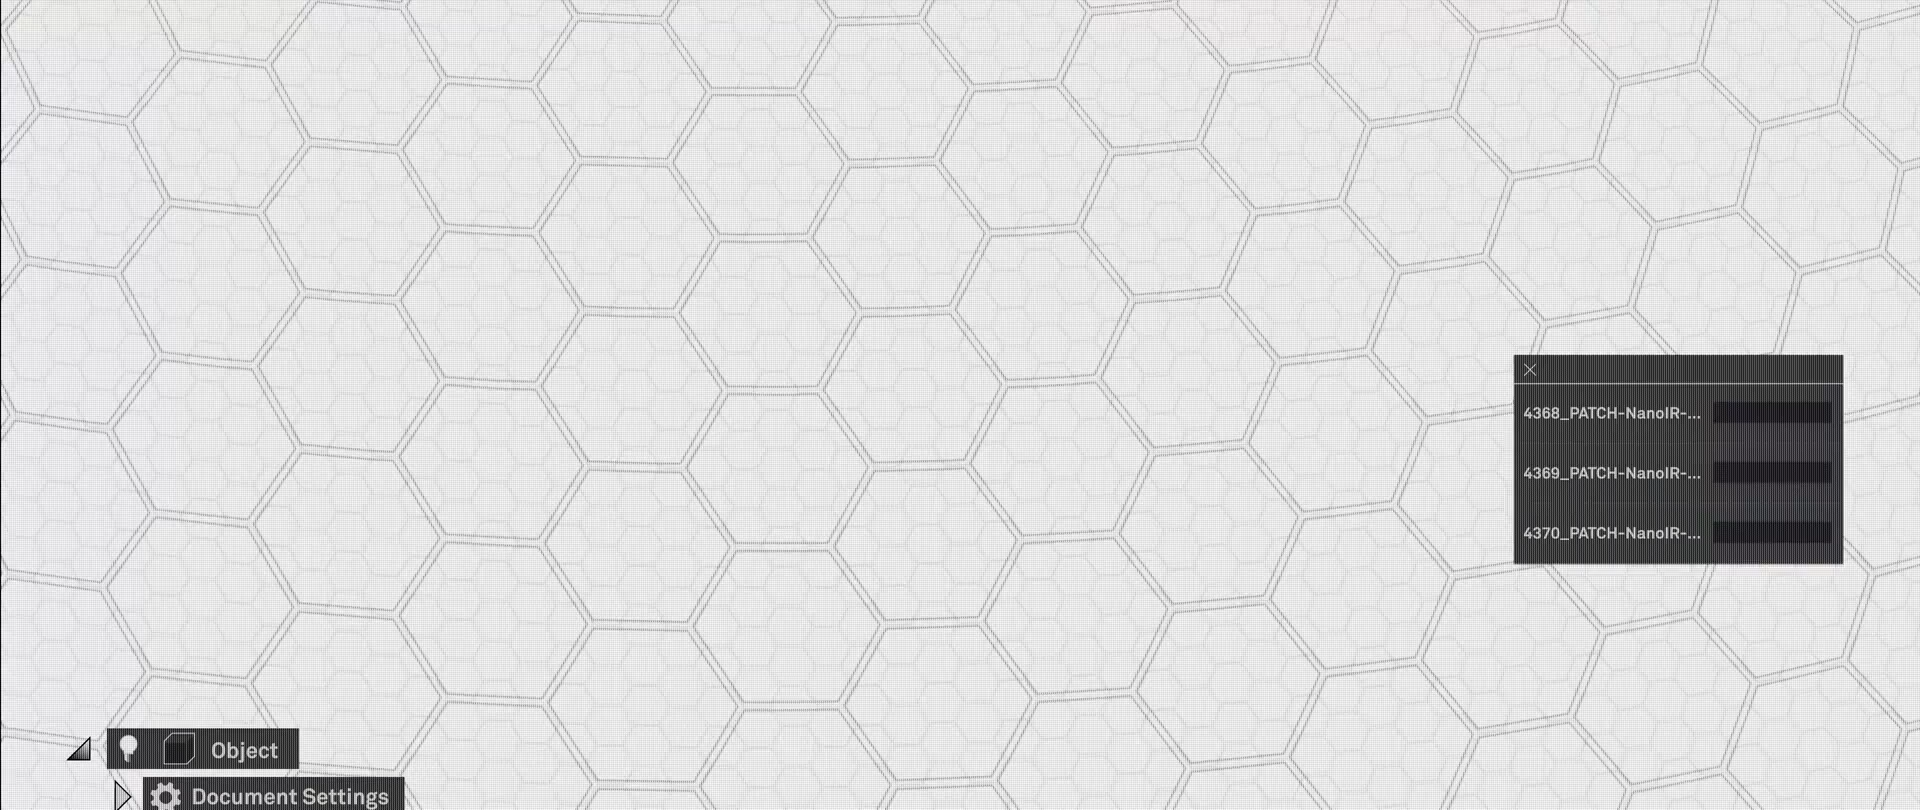 4368_PATCH-NanoIR-...
4369_PATCH-NanoIR-...
4370_PATCH-NanoIR-...
Object
Document Settings